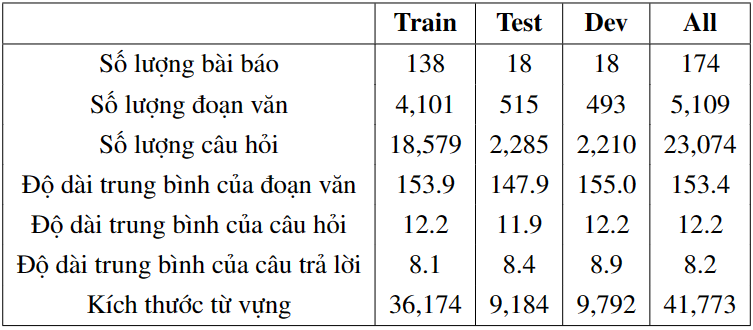 Train Test Dev All
Số lượng bài báo 138 18 18 174
Số lượng đoạn văn 4,101 515 493 5,109
Số lượng câu hỏi 18,579 2,285 2,210 23,074
Độ dài trung bình của đoạn văn 153.9 147.9 155.0 153.4
Độ dài trung bình của câu hỏi 12.2 11.9 12.2 12.2
Độ dài trung bình của câu trả lời 8.1 8.4 8.9 8.2
Kích thước từ vựng 36,174 9,184 9,792 41,773